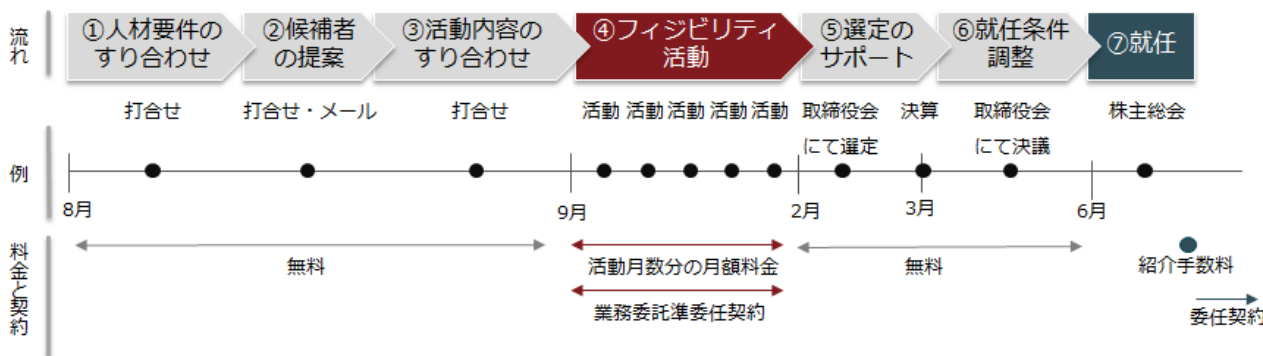 流れ
①人材要件の
すり合わせ
②候補者
の提案
③活動内容の
すり合わせ
④フィジビリティ
活動
⑤選定の
サポート
⑥就任条件
調整
⑦就任
例
打合せ
打合せ・メール
打合せ
活動 活動 活動 活動 活動
取締役会
にて選定
決算
取締役会
にて決議
株主総会
8月
9月
2月
3月
6月
料金と契約
無料
活動月数分の月額料金
業務委託準委任契約
無料
紹介手数料
委任契約